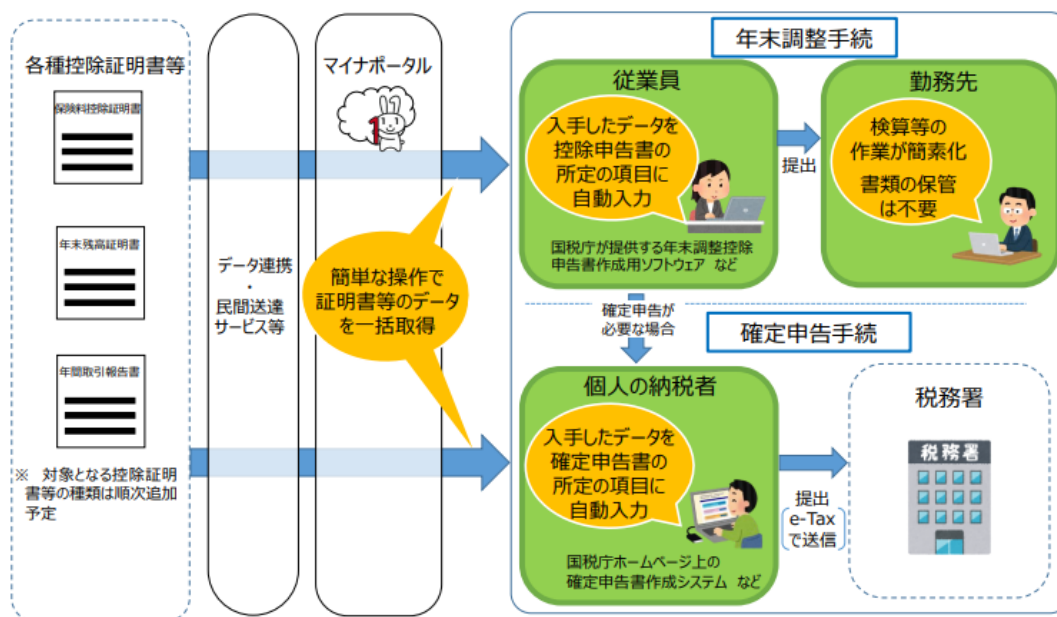 各種控除証明書等
保険料控除証明書
年末残高証明書
年間取引報告書
※ 対象となる控除証明
書等の種類は順次追加
予定
データ連携
・
民間送達
サービス等
マイナポータル
1
簡単な操作で
証明書等のデータ
を一括取得
年末調整手続
従業員
入手したデータを
控除申告書の
所定の項目に
自動入力
国税庁が提供する年末調整控除
申告書作成用ソフトウェア など
提出
勤務先
検算等の
作業が簡素化
書類の保管
は不要
確定申告が
必要な場合
確定申告手続
個人の納税者
入手したデータを
確定申告書の
所定の項目に
自動入力
国税庁ホームページ上の
確定申告書作成システム など
提出
e-Tax
で送信
税務署
税務署